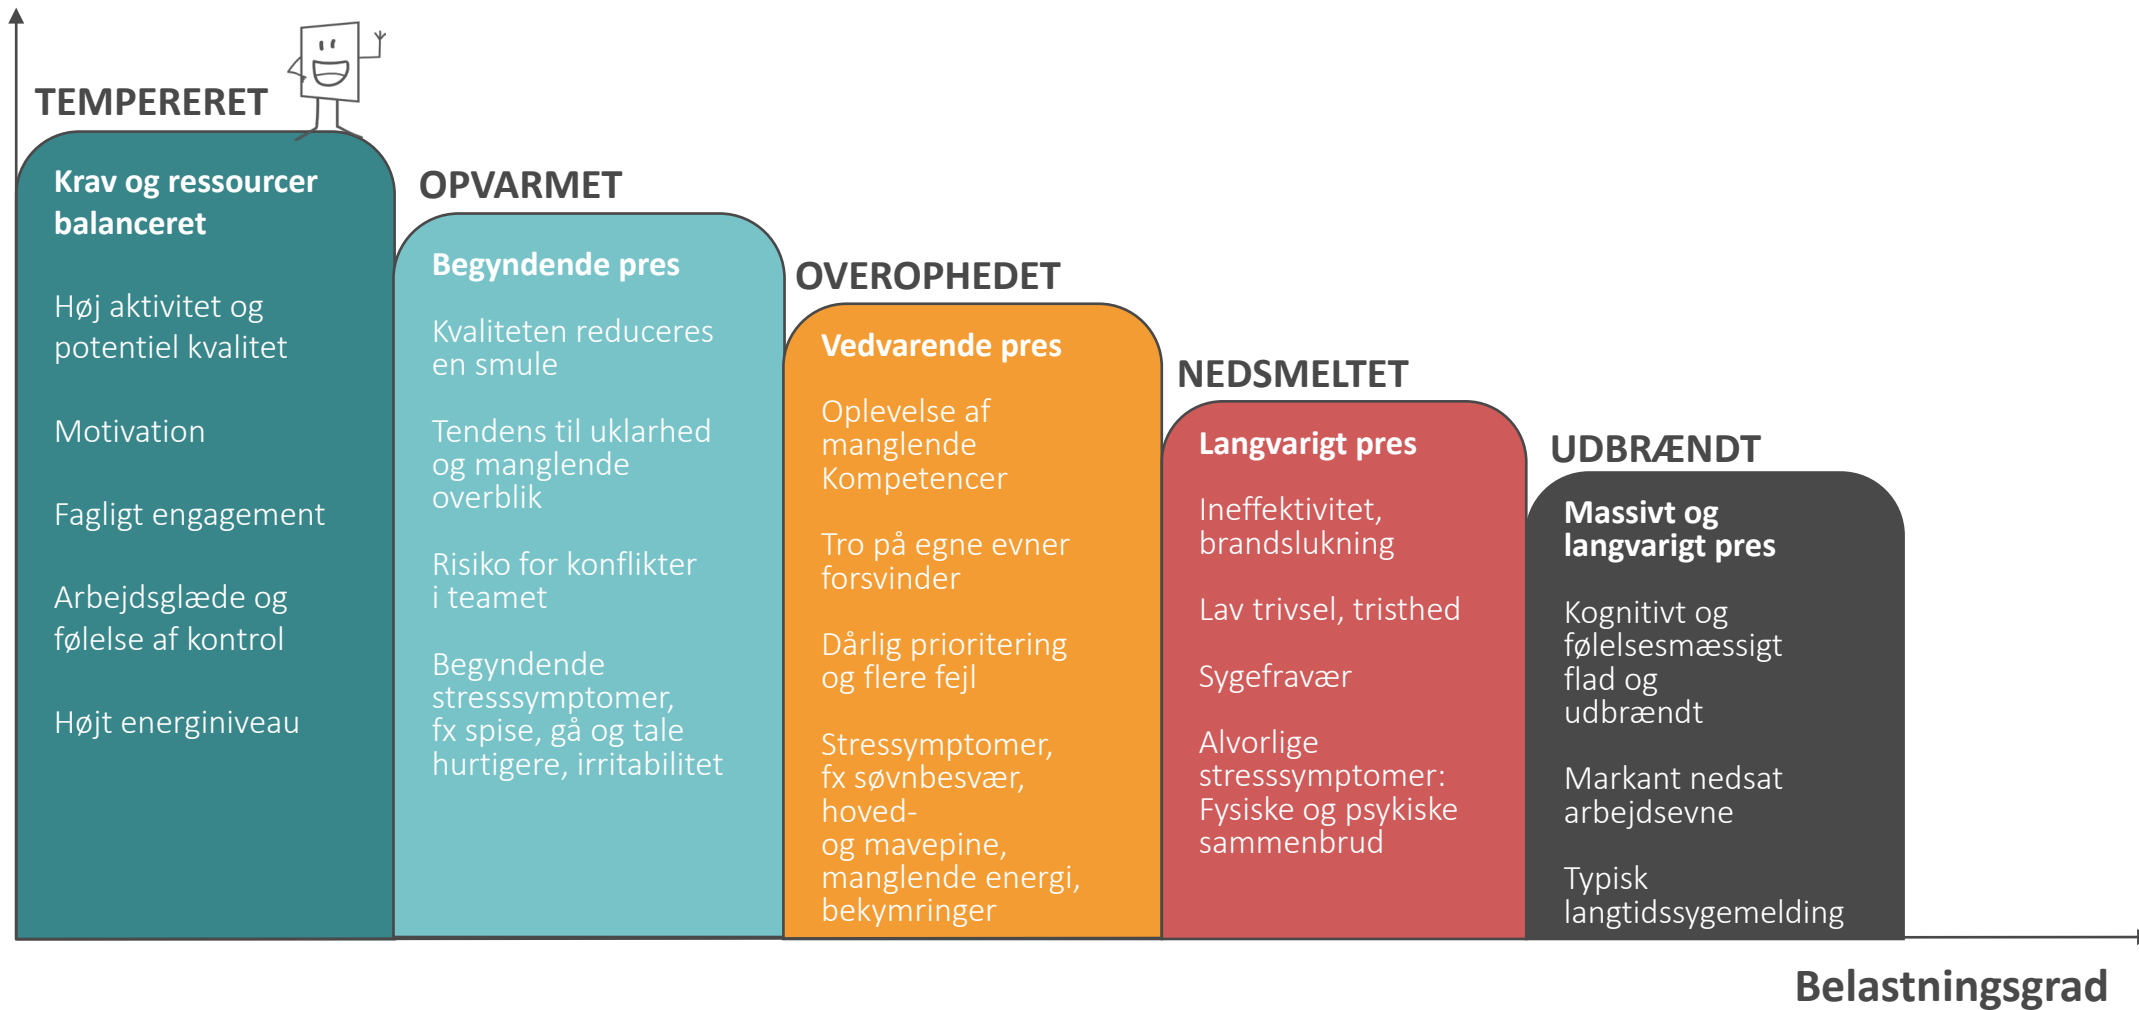 TEMPERERET
Krav og ressourcer
balanceret
Høj aktivitet og
potentiel kvalitet
Motivation
Fagligt engagement
Arbejdsglæde og
følelse af kontrol
Højt energiniveau
OPVARMET
Begyndende pres
Kvaliteten reduceres
en smule
Tendens til uklarhed
og manglende
overblik
Risiko for konflikter
i teamet
Begyndende
stresssymptomer,
fx spise, gå og tale
hurtigere, irritabilitet
OVEROPHEDET
Vedvarende pres
Oplevelse af
manglende
Kompetencer
Tro på egne evner
forsvinder
Dårlig prioritering
og flere fejl
Stressymptomer,
fx søvnbesvær,
hoved-
og mavepine,
manglende energi,
bekymringer
NEDSMELTET
Langvarigt pres
Ineffektivitet,
brandslukning
Lav trivsel, tristhed
Sygefravær
Alvorlige
stresssymptomer:
Fysiske og psykiske
sammenbrud
UDBRÆNDT
Massivt og
langvarigt pres
Kognitivt og
følelsesmæssigt
flad og
udbrændt
Markant nedsat
arbejdsevne
Typisk
langtidssygemelding
Belastningsgrad